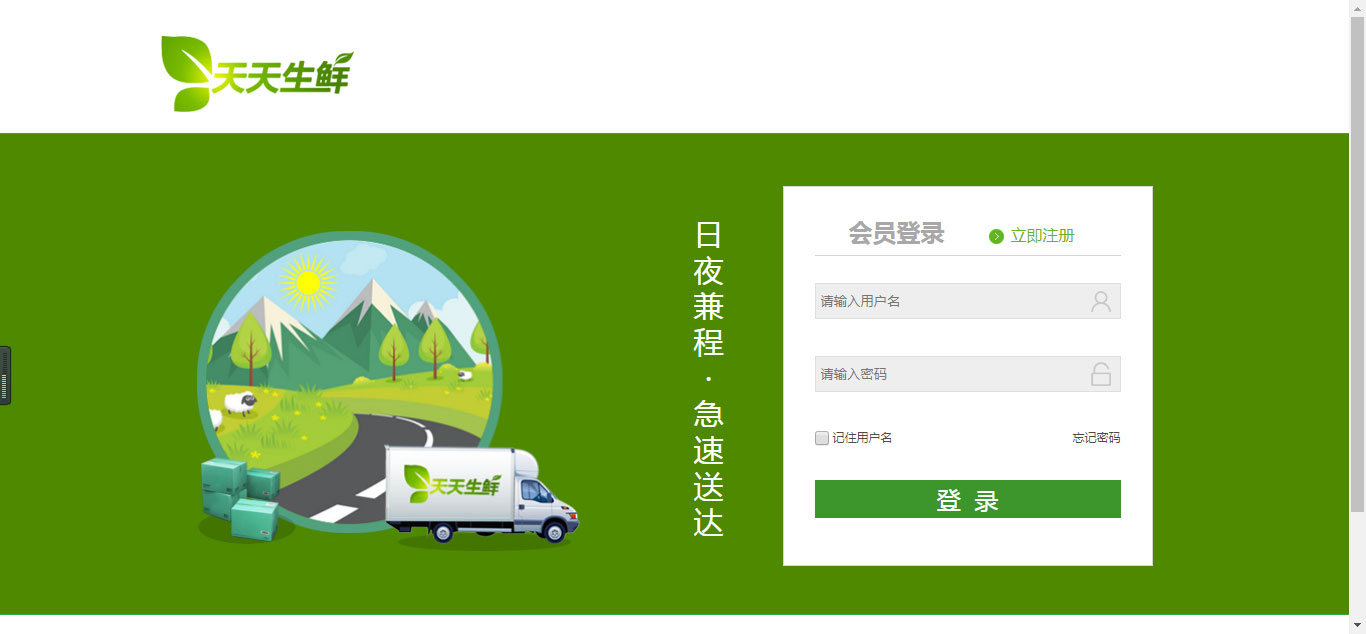 天天生鲜
日夜兼程·急速送达
天天生鲜
会员登录
立即注册
请输入用户名
请输入密码
记住用户名
忘记密码
登 录